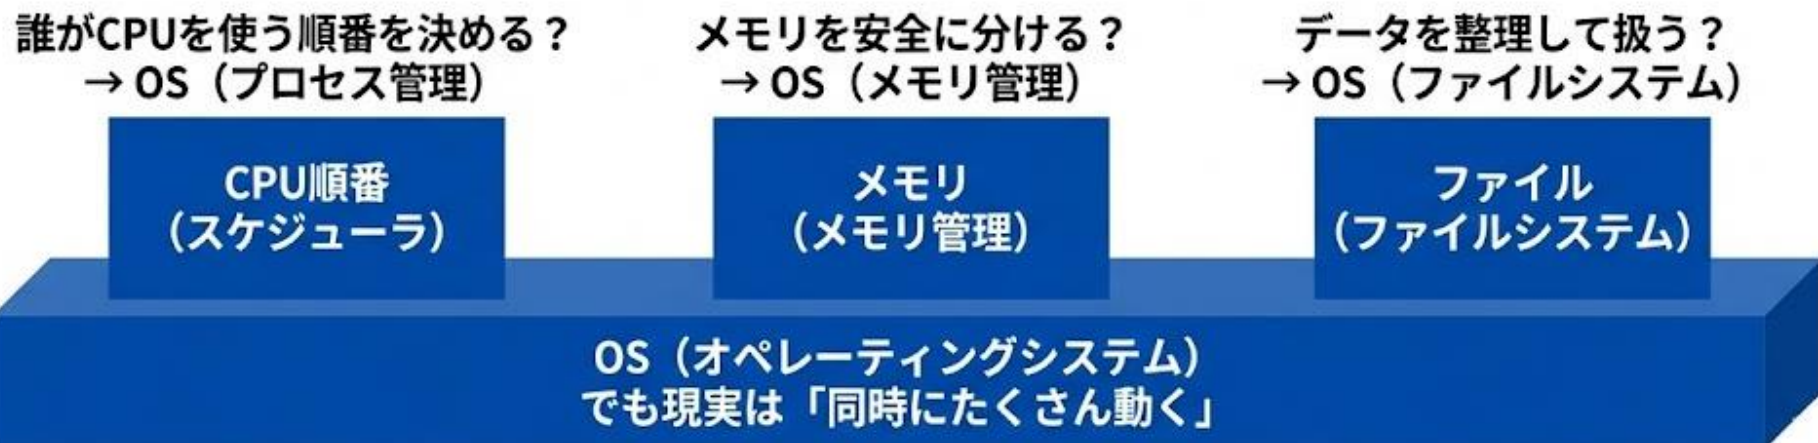 誰がCPUを使う順番を決める？
→ OS（プロセス管理）
メモリを安全に分ける？
→ OS（メモリ管理）
データを整理して扱う？
→ OS（ファイルシステム）
CPU順番
（スケジューラ）
メモリ
（メモリ管理）
ファイル
（ファイルシステム）
OS（オペレーティングシステム）
でも現実は「同時にたくさん動く」